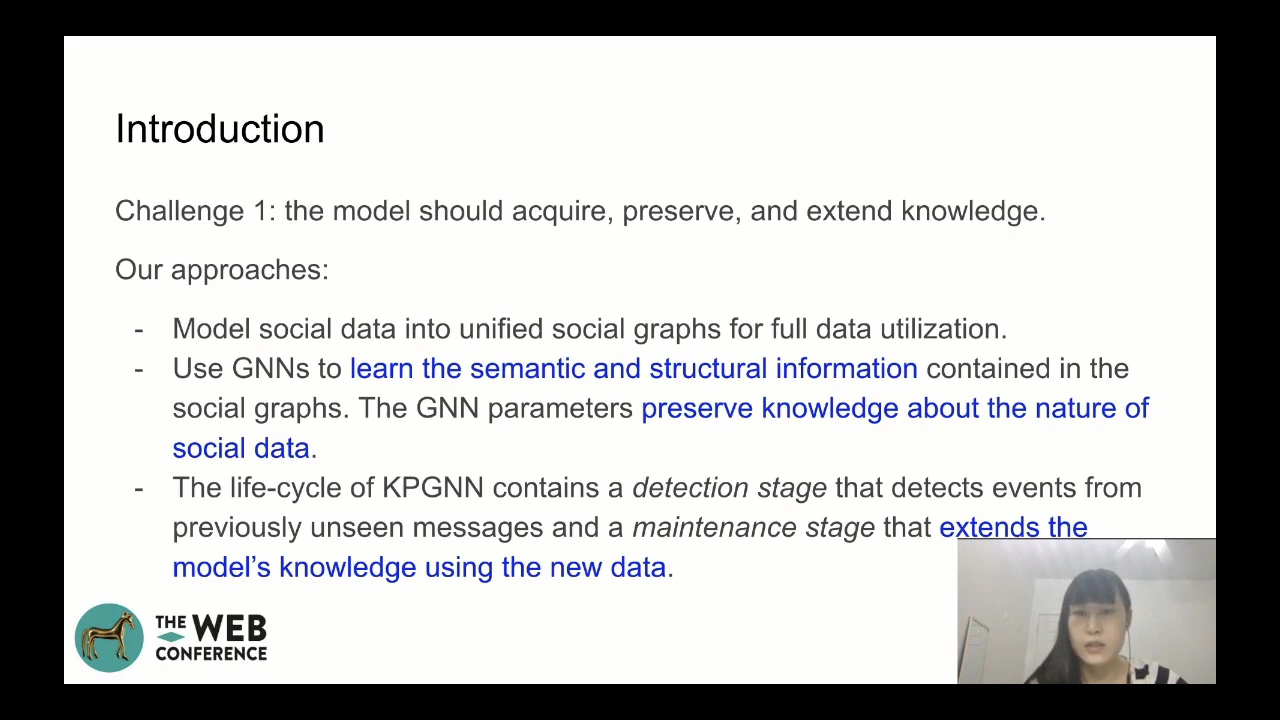 Introduction
Challenge 1: the model should acquire, preserve, and extend knowledge.
Our approaches:
- Model social data into unified social graphs for full data utilization.
- Use GNNs to learn the semantic and structural information contained in the
social graphs. The GNN parameters preserve knowledge about the nature of
social data.
- The life-cycle of KPGNN contains a detection stage that detects events from
previously unseen messages and a maintenance stage that extends the
model’s knowledge using the new data.
THE WEB
CONFERENCE